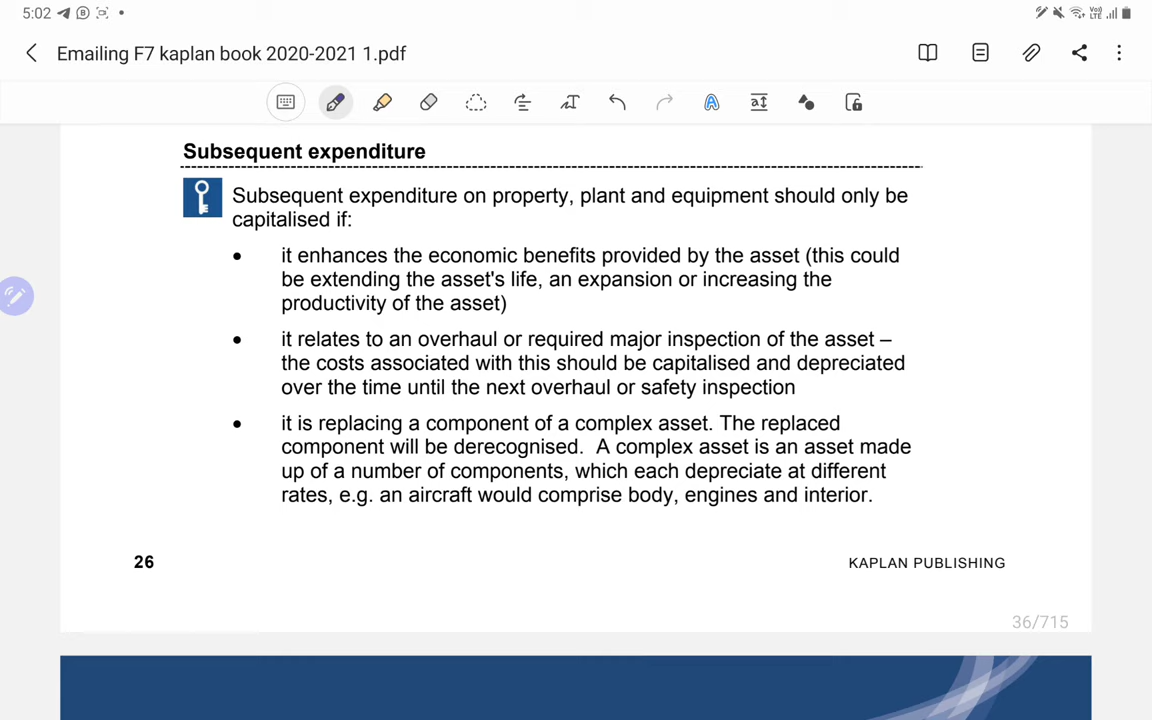 5:02
Emailing F7 kaplan book 2020-2021 1.pdf
Subsequent expenditure
Subsequent expenditure on property, plant and equipment should only be
capitalised if:
• it enhances the economic benefits provided by the asset (this could
be extending the asset's life, an expansion or increasing the
productivity of the asset)
• it relates to an overhaul or required major inspection of the asset –
the costs associated with this should be capitalised and depreciated
over the time until the next overhaul or safety inspection
• it is replacing a component of a complex asset. The replaced
component will be derecognised. A complex asset is an asset made
up of a number of components, which each depreciate at different
rates, e.g. an aircraft would comprise body, engines and interior.
26 KAPLAN PUBLISHING
36/715